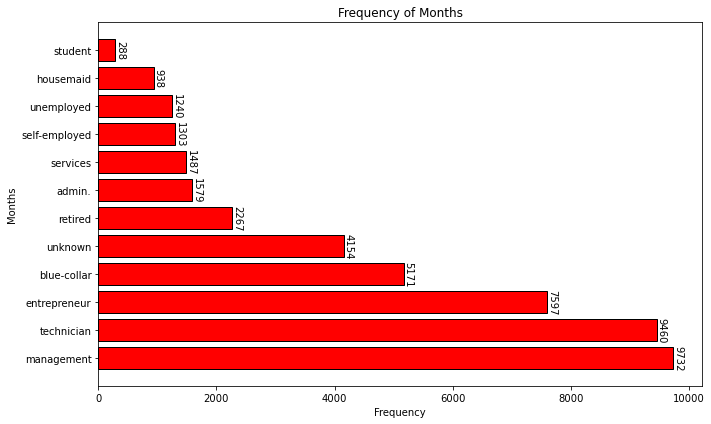 Frequency of Months
student
288
housemaid
938
unemployed
1240
self-employed
1303
services
1487
admin.
1579
retired
2267
unknown
4154
blue-collar
5171
entrepreneur
7597
technician
9460
management
9732
Months
0
2000
4000
6000
8000
10000
Frequency